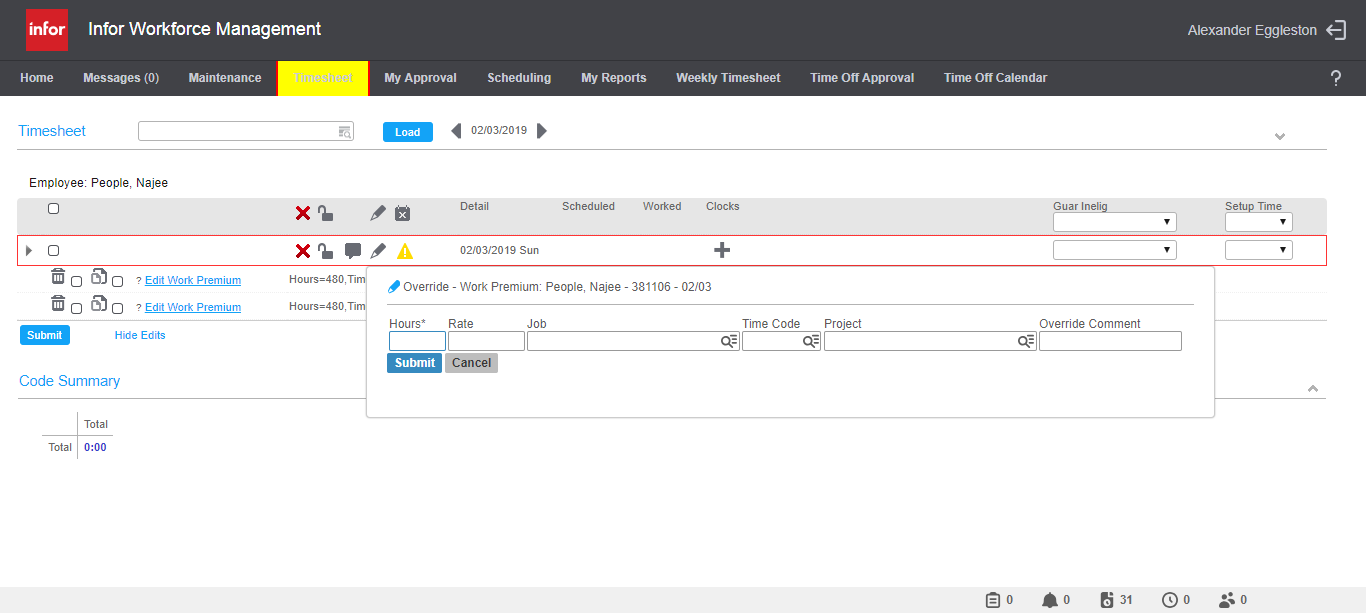 infor Infor Workforce Management Alexander Eggleston
Home Messages (0) Maintenance Timesheet My Approval Scheduling My Reports Weekly Timesheet Time Off Approval Time Off Calendar ?
Timesheet Load 02/03/2019
Employee: People, Najee
Detail Scheduled Worked Clocks Guar Inelig Setup Time
02/03/2019 Sun
? Edit Work Premium Hours=480,Tim
? Edit Work Premium Hours=480,Tim
Submit Hide Edits
Override - Work Premium: People, Najee - 381106 - 02/03
Hours* Rate Job Time Code Project Override Comment
Submit Cancel
Code Summary
Total
Total 0:00
0 0 31 0 0